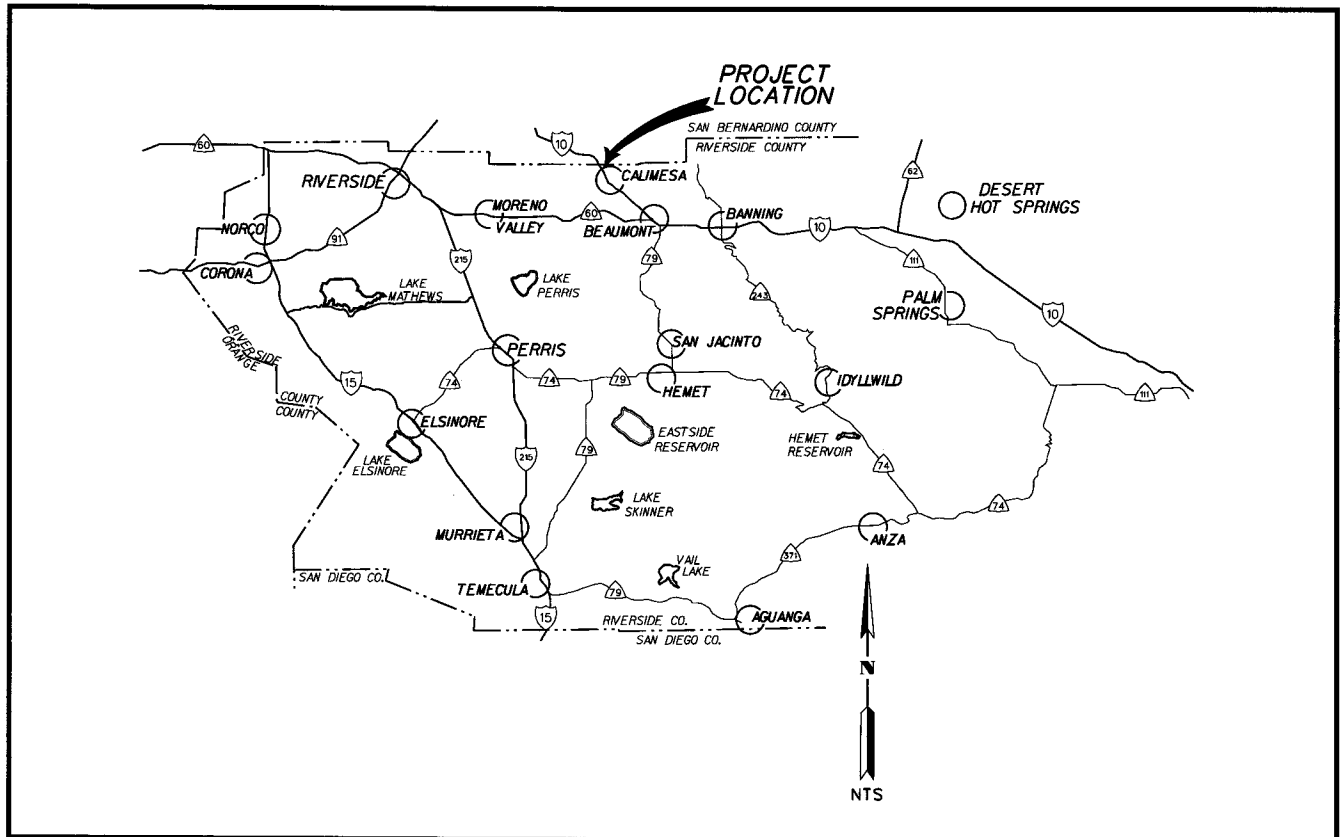 PROJECT
LOCATION
SAN BERNARDINO COUNTY
RIVERSIDE COUNTY
60
10
CALIMESA
62
RIVERSIDE
DESERT
HOT SPRINGS
MORENO
VALLEY
60
BEAUMONT
BANNING
10
NORCO
91
CORONA
215
79
111
LAKE
MATHEWS
LAKE
PERRIS
243
PALM
SPRINGS
10
RIVERSIDE
ORANGE
COUNTY
COUNTY
PERRIS
SAN JACINTO
15
74
74
79
HEMET
74
IDYLLWILD
111
ELSINORE
LAKE
ELSINORE
EASTSIDE
RESERVOIR
HEMET
RESERVOIR
215
79
74
LAKE
SKINNER
74
MURRIETA
ANZA
371
SAN DIEGO CO.
VAIL
LAKE
TEMECULA
79
15
RIVERSIDE CO.
SAN DIEGO CO.
AGUANGA
N
NTS